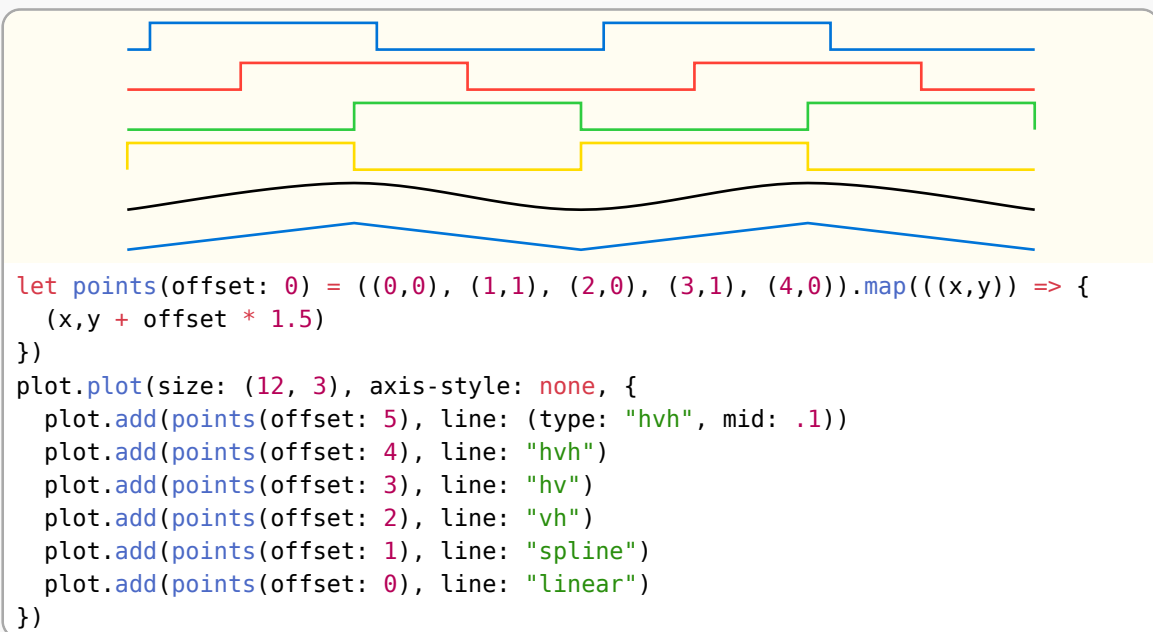 let points(offset: 0) = ((0,0), (1,1), (2,0), (3,1), (4,0)).map(((x,y)) => {
  (x,y + offset * 1.5)
})
plot.plot(size: (12, 3), axis-style: none, {
  plot.add(points(offset: 5), line: (type: "hvh", mid: .1))
  plot.add(points(offset: 4), line: "hvh")
  plot.add(points(offset: 3), line: "hv")
  plot.add(points(offset: 2), line: "vh")
  plot.add(points(offset: 1), line: "spline")
  plot.add(points(offset: 0), line: "linear")
})